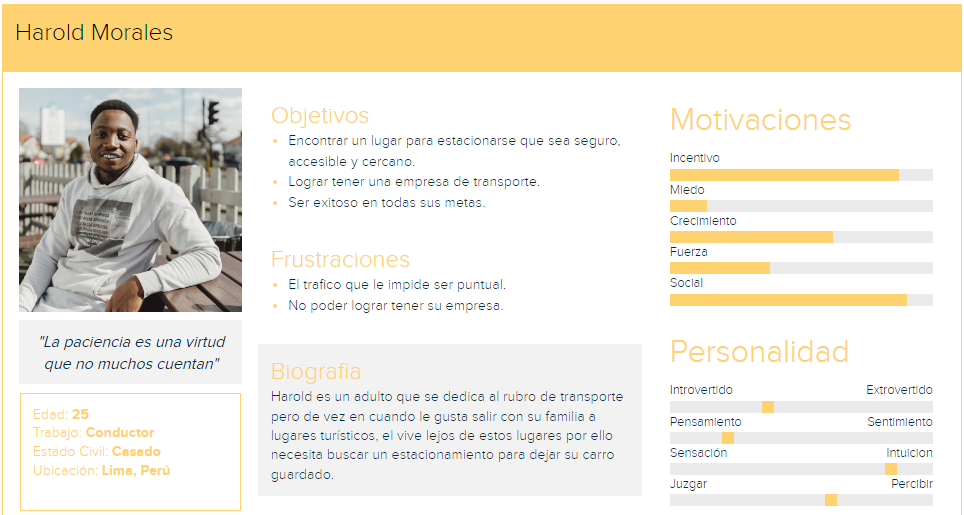 Harold Morales
"La paciencia es una virtud
que no muchos cuentan"
Edad: 25
Trabajo: Conductor
Estado Civil: Casado
Ubicación: Lima, Perú
Objetivos
Encontrar un lugar para estacionarse que sea seguro,
accesible y cercano.
Lograr tener una empresa de transporte.
Ser exitoso en todas sus metas.
Frustraciones
El trafico que le impide ser puntual.
No poder lograr tener su empresa.
Biografia
Harold es un adulto que se dedica al rubro de transporte
pero de vez en cuando le gusta salir con su familia a
lugares turísticos, el vive lejos de estos lugares por ello
necesita buscar un estacionamiento para dejar su carro
guardado.
Motivaciones
Incentivo
Miedo
Crecimiento
Fuerza
Social
Personalidad
Introvertido Extrovertido
Pensamiento Sentimiento
Sensación Intuicion
Juzgar Percibir